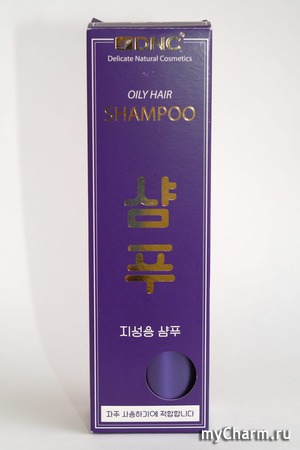 DNC®
Delicate Natural Cosmetics
OILY HAIR
SHAMPOO
샴푸
지성용 샴푸
자주 사용하기에 적합합니다
myCharm.ru